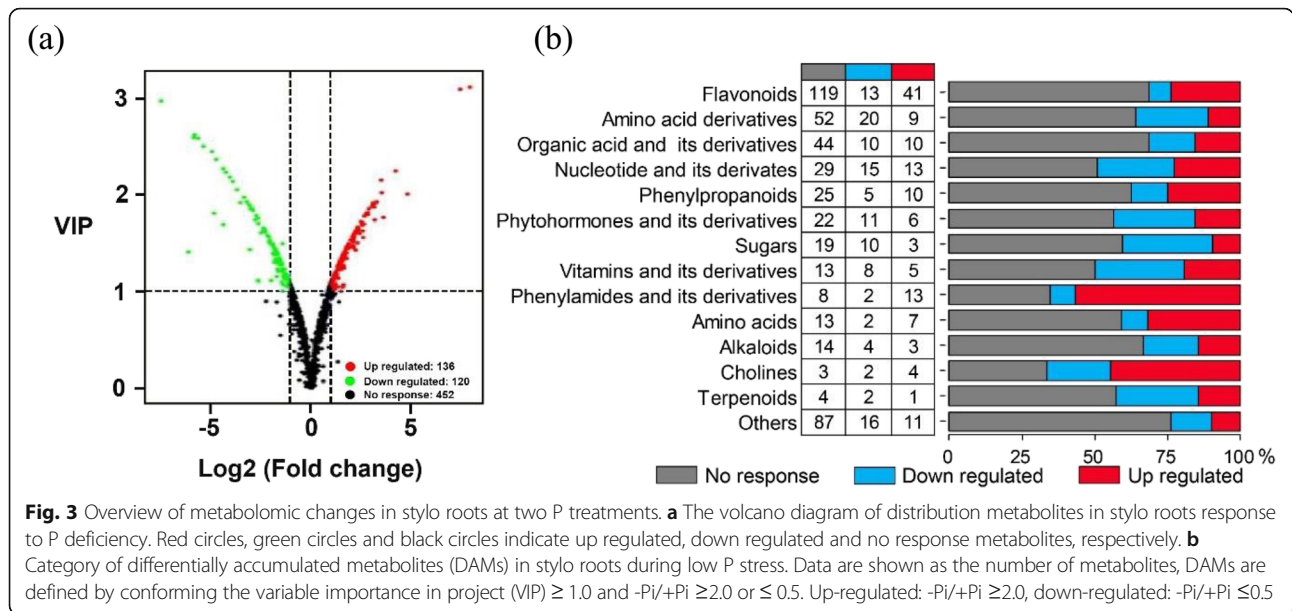 (a)
VIP
3
2
1
0
-5 0 5
Log2 (Fold change)
Up regulated: 136
Down regulated: 120
No response: 452
(b)
Flavonoids 119 13 41
Amino acid derivatives 52 20 9
Organic acid and its derivatives 44 10 10
Nucleotide and its derivates 29 15 13
Phenylpropanoids 25 5 10
Phytohormones and its derivatives 22 11 6
Sugars 19 10 3
Vitamins and its derivatives 13 8 5
Phenylamides and its derivatives 8 2 13
Amino acids 13 2 7
Alkaloids 14 4 3
Cholines 3 2 4
Terpenoids 4 2 1
Others 87 16 11
0 25 50 75 100 %
No response Down regulated Up regulated
Fig. 3 Overview of metabolomic changes in stylo roots at two P treatments. a The volcano diagram of distribution metabolites in stylo roots response
to P deficiency. Red circles, green circles and black circles indicate up regulated, down regulated and no response metabolites, respectively. b
Category of differentially accumulated metabolites (DAMs) in stylo roots during low P stress. Data are shown as the number of metabolites, DAMs are
defined by conforming the variable importance in project (VIP) ≥ 1.0 and -Pi/+Pi ≥2.0 or ≤ 0.5. Up-regulated: -Pi/+Pi ≥2.0, down-regulated: -Pi/+Pi ≤0.5